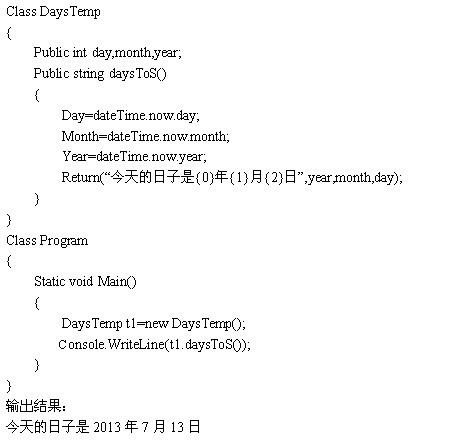 Class DaysTemp
{
Public int day,month,year;
Public string daysToS()
{
Day=dateTime.now.day;
Month=dateTime.now.month;
Year=dateTime.now.year;
Return(“今天的日子是{0}年{1}月{2}日”,year,month,day);
}
}
Class Program
{
Static void Main()
{
DaysTemp t1=new DaysTemp();
Console.WriteLine(t1.daysToS());
}
}
输出结果：
今天的日子是 2013 年 7 月 13 日